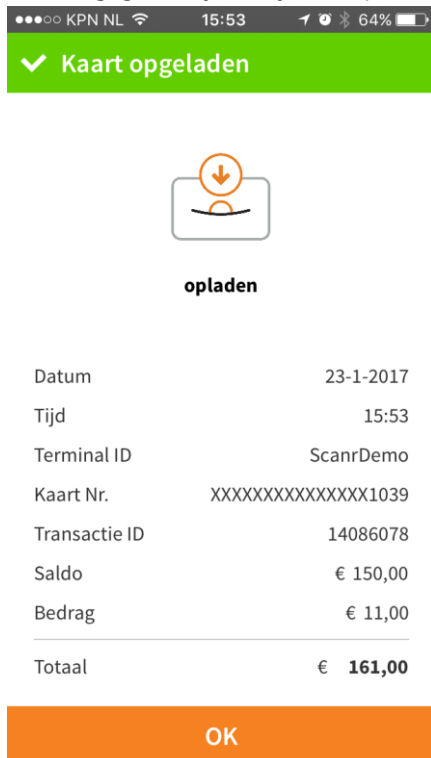 KPN NL 15:53 64%
Kaart opgeladen
opladen
Datum 23-1-2017
Tijd 15:53
Terminal ID ScanrDemo
Kaart Nr. XXXXXXXXXXXXXXX1039
Transactie ID 14086078
Saldo € 150,00
Bedrag € 11,00
Totaal € 161,00
OK